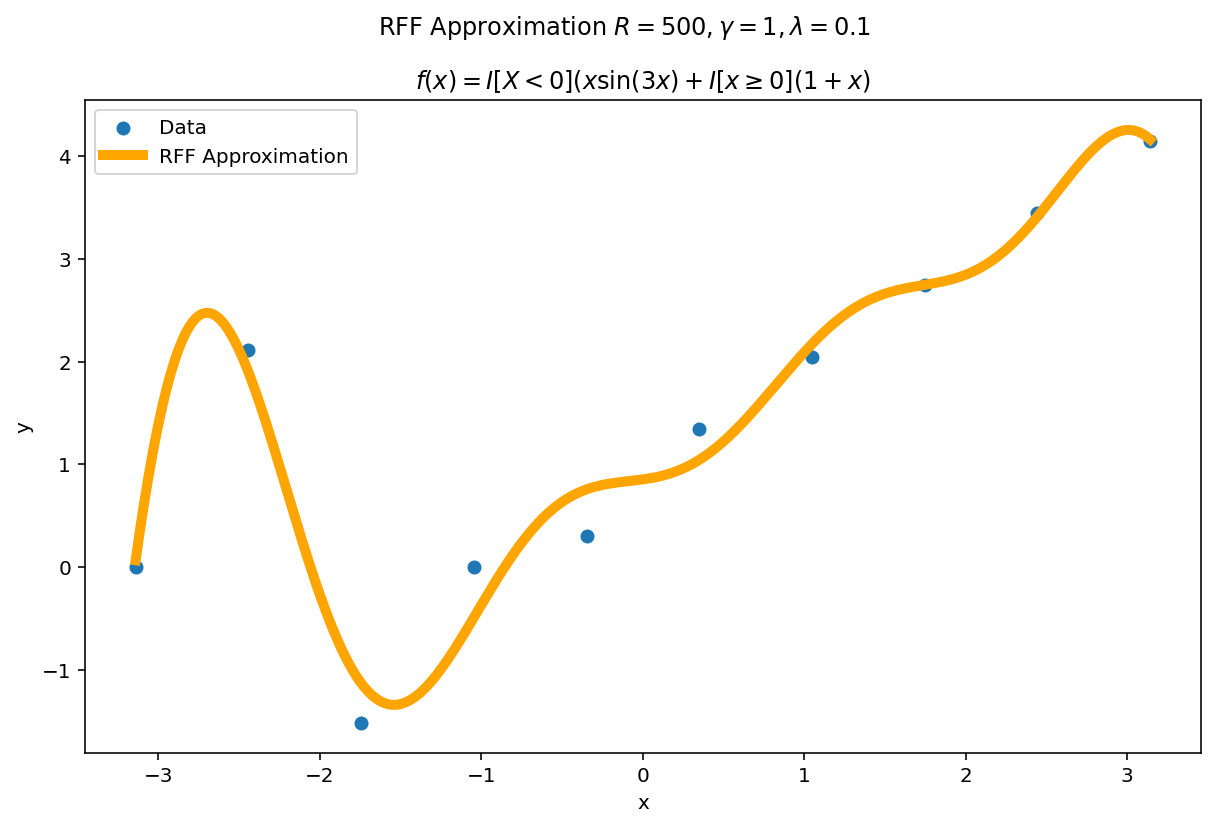 RFF Approximation R = 500, γ = 1, λ = 0.1
f(x) = I[X < 0](x sin(3x) + I[x ≥ 0](1 + x)
Data
RFF Approximation
4
3
2
1
0
−1
y
−3 −2 −1 0 1 2 3
x